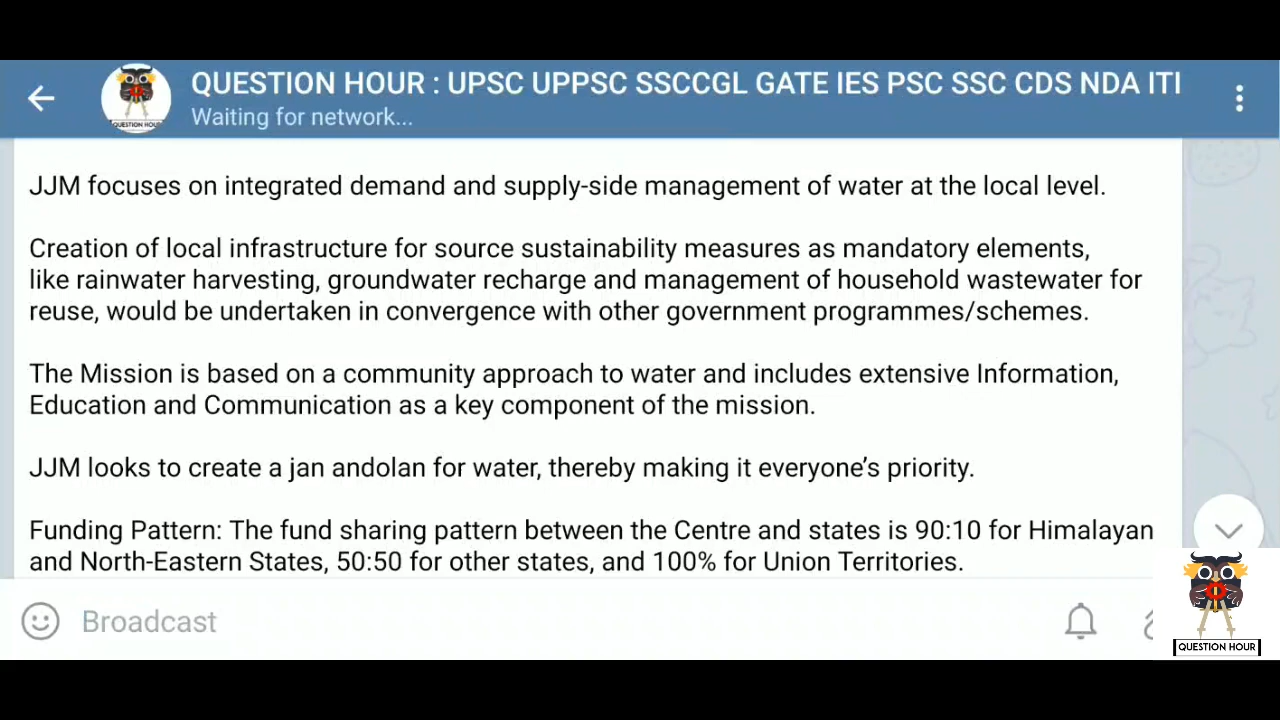 QUESTION HOUR : UPSC UPPSC SSCCGL GATE IES PSC SSC CDS NDA ITI
QUESTION HOUR
Waiting for network...
JJM focuses on integrated demand and supply-side management of water at the local level.
Creation of local infrastructure for source sustainability measures as mandatory elements,
like rainwater harvesting, groundwater recharge and management of household wastewater for
reuse, would be undertaken in convergence with other government programmes/schemes.
The Mission is based on a community approach to water and includes extensive Information,
Education and Communication as a key component of the mission.
JJM looks to create a jan andolan for water, thereby making it everyone’s priority.
Funding Pattern: The fund sharing pattern between the Centre and states is 90:10 for Himalayan
and North-Eastern States, 50:50 for other states, and 100% for Union Territories.
Broadcast
QUESTION HOUR